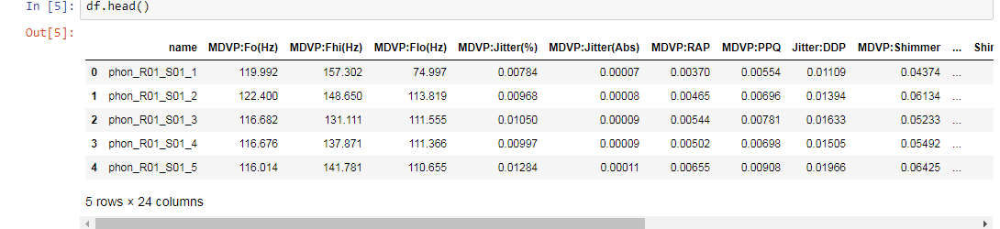 In [5]: df.head()
Out[5]:
name MDVP:Fo(Hz) MDVP:Fhi(Hz) MDVP:Flo(Hz) MDVP:Jitter(%) MDVP:Jitter(Abs) MDVP:RAP MDVP:PPQ Jitter:DDP MDVP:Shimmer ... Shir
0 phon_R01_S01_1 119.992 157.302 74.997 0.00784 0.00007 0.00370 0.00554 0.01109 0.04374 ...
1 phon_R01_S01_2 122.400 148.650 113.819 0.00968 0.00008 0.00465 0.00696 0.01394 0.06134 ...
2 phon_R01_S01_3 116.682 131.111 111.555 0.01050 0.00009 0.00544 0.00781 0.01633 0.05233 ...
3 phon_R01_S01_4 116.676 137.871 111.366 0.00997 0.00009 0.00502 0.00698 0.01505 0.05492 ...
4 phon_R01_S01_5 116.014 141.781 110.655 0.01284 0.00011 0.00655 0.00908 0.01966 0.06425 ...
5 rows × 24 columns